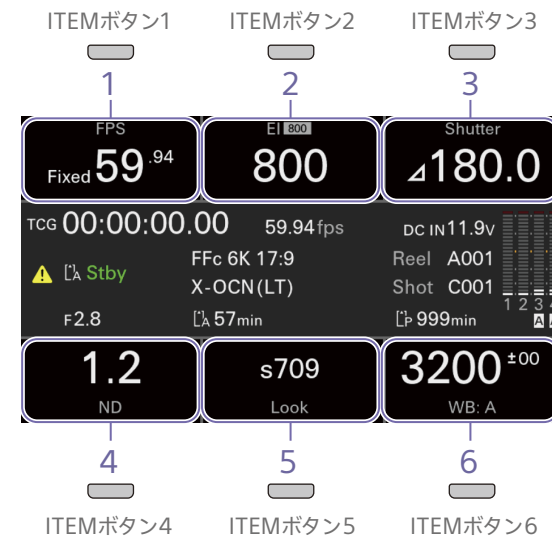 ITEMボタン1 ITEMボタン2 ITEMボタン3
1 2 3
FPS EI 800 Shutter
Fixed 59 .94 800 ⊿180.0
TCG 00:00:00.00 59.94fps DC IN 11.9V
A Stby FFc 6K 17:9 Reel A001
X-OCN(LT) Shot C001
F2.8 A 57min P 999min 1 2 3
A
1.2 s709 3200 ±00
ND Look WB: A
4 5 6
ITEMボタン4 ITEMボタン5 ITEMボタン6